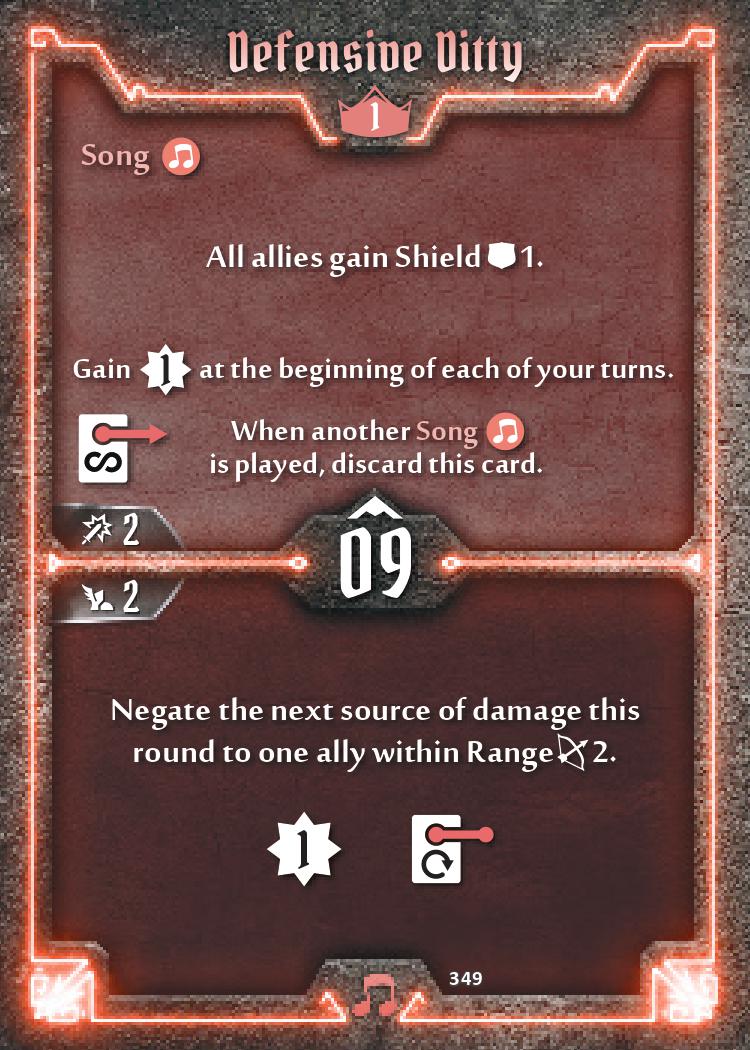 Defensive Ditty
1
Song
All allies gain Shield 1.
Gain 1 at the beginning of each of your turns.
When another Song
is played, discard this card.
2
09
2
Negate the next source of damage this
round to one ally within Range 2.
1
349